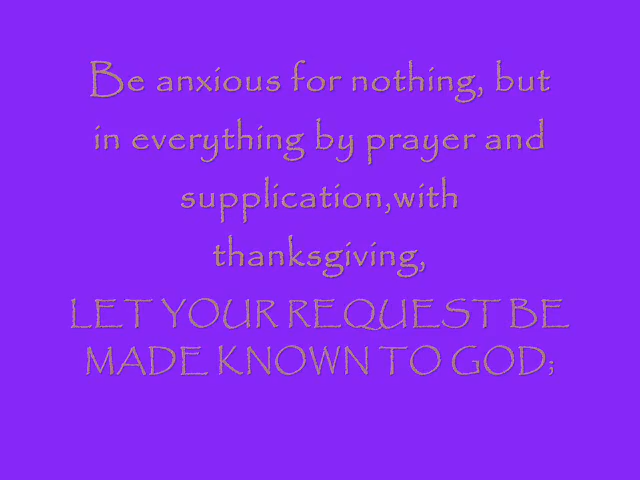 Be anxious for nothing, but
in everything by prayer and
supplication,with
thanksgiving,
LET YOUR REQUEST BE
MADE KNOWN TO GOD;